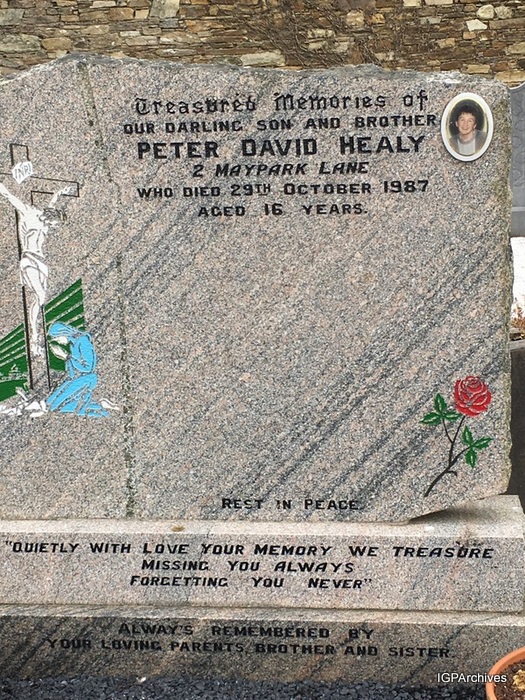 INRI
Treasured Memories of
OUR DARLING SON AND BROTHER
PETER DAVID HEALY
2 MAYPARK LANE
WHO DIED 29TH OCTOBER 1987
AGED 16 YEARS.
REST IN PEACE
"QUIETLY WITH LOVE YOUR MEMORY WE TREASURE
MISSING YOU ALWAYS
FORGETTING YOU NEVER"
ALWAY'S REMEMBERED BY
YOUR LOVING PARENTS, BROTHER AND SISTER
IGPArchives